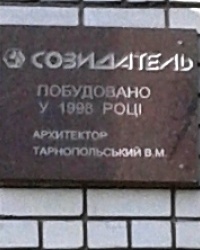 СОЗИДАТЕЛЬ
ПОБУДОВАНО
У 1998 РОЦІ
АРХИТЕКТОР
ТАРНОПОЛЬСЬКИЙ В.М.